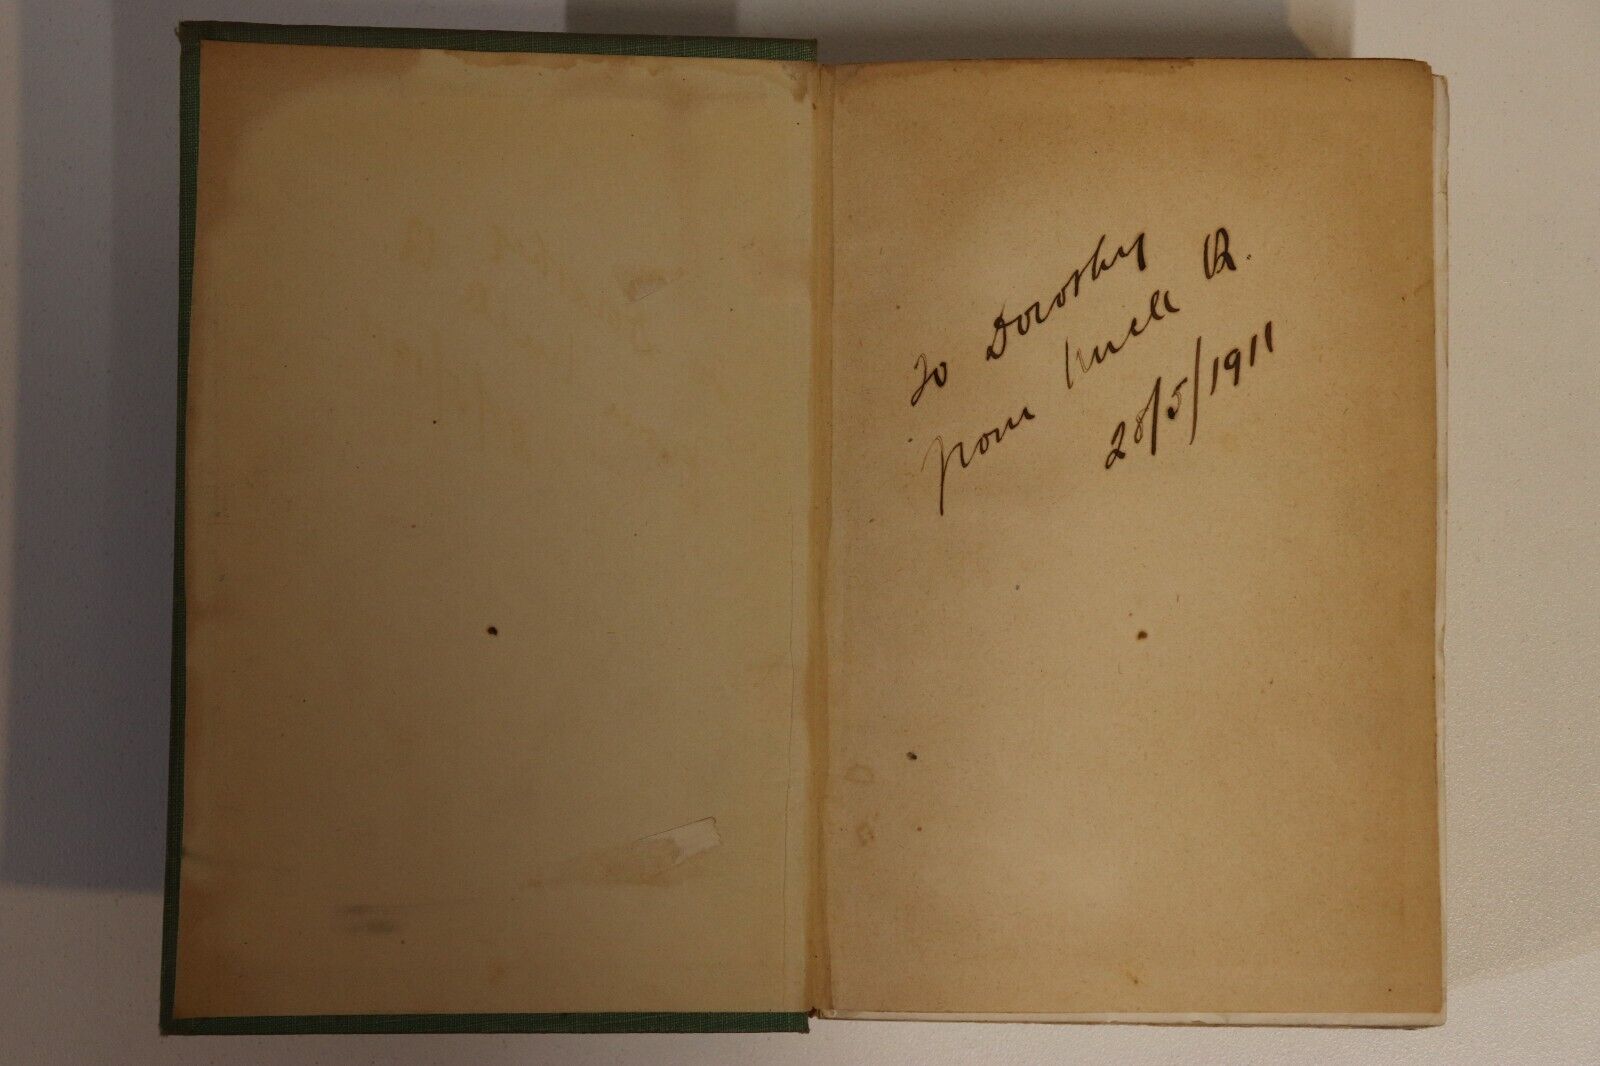 To Dorothy
from Uncle R.
28/5/1911